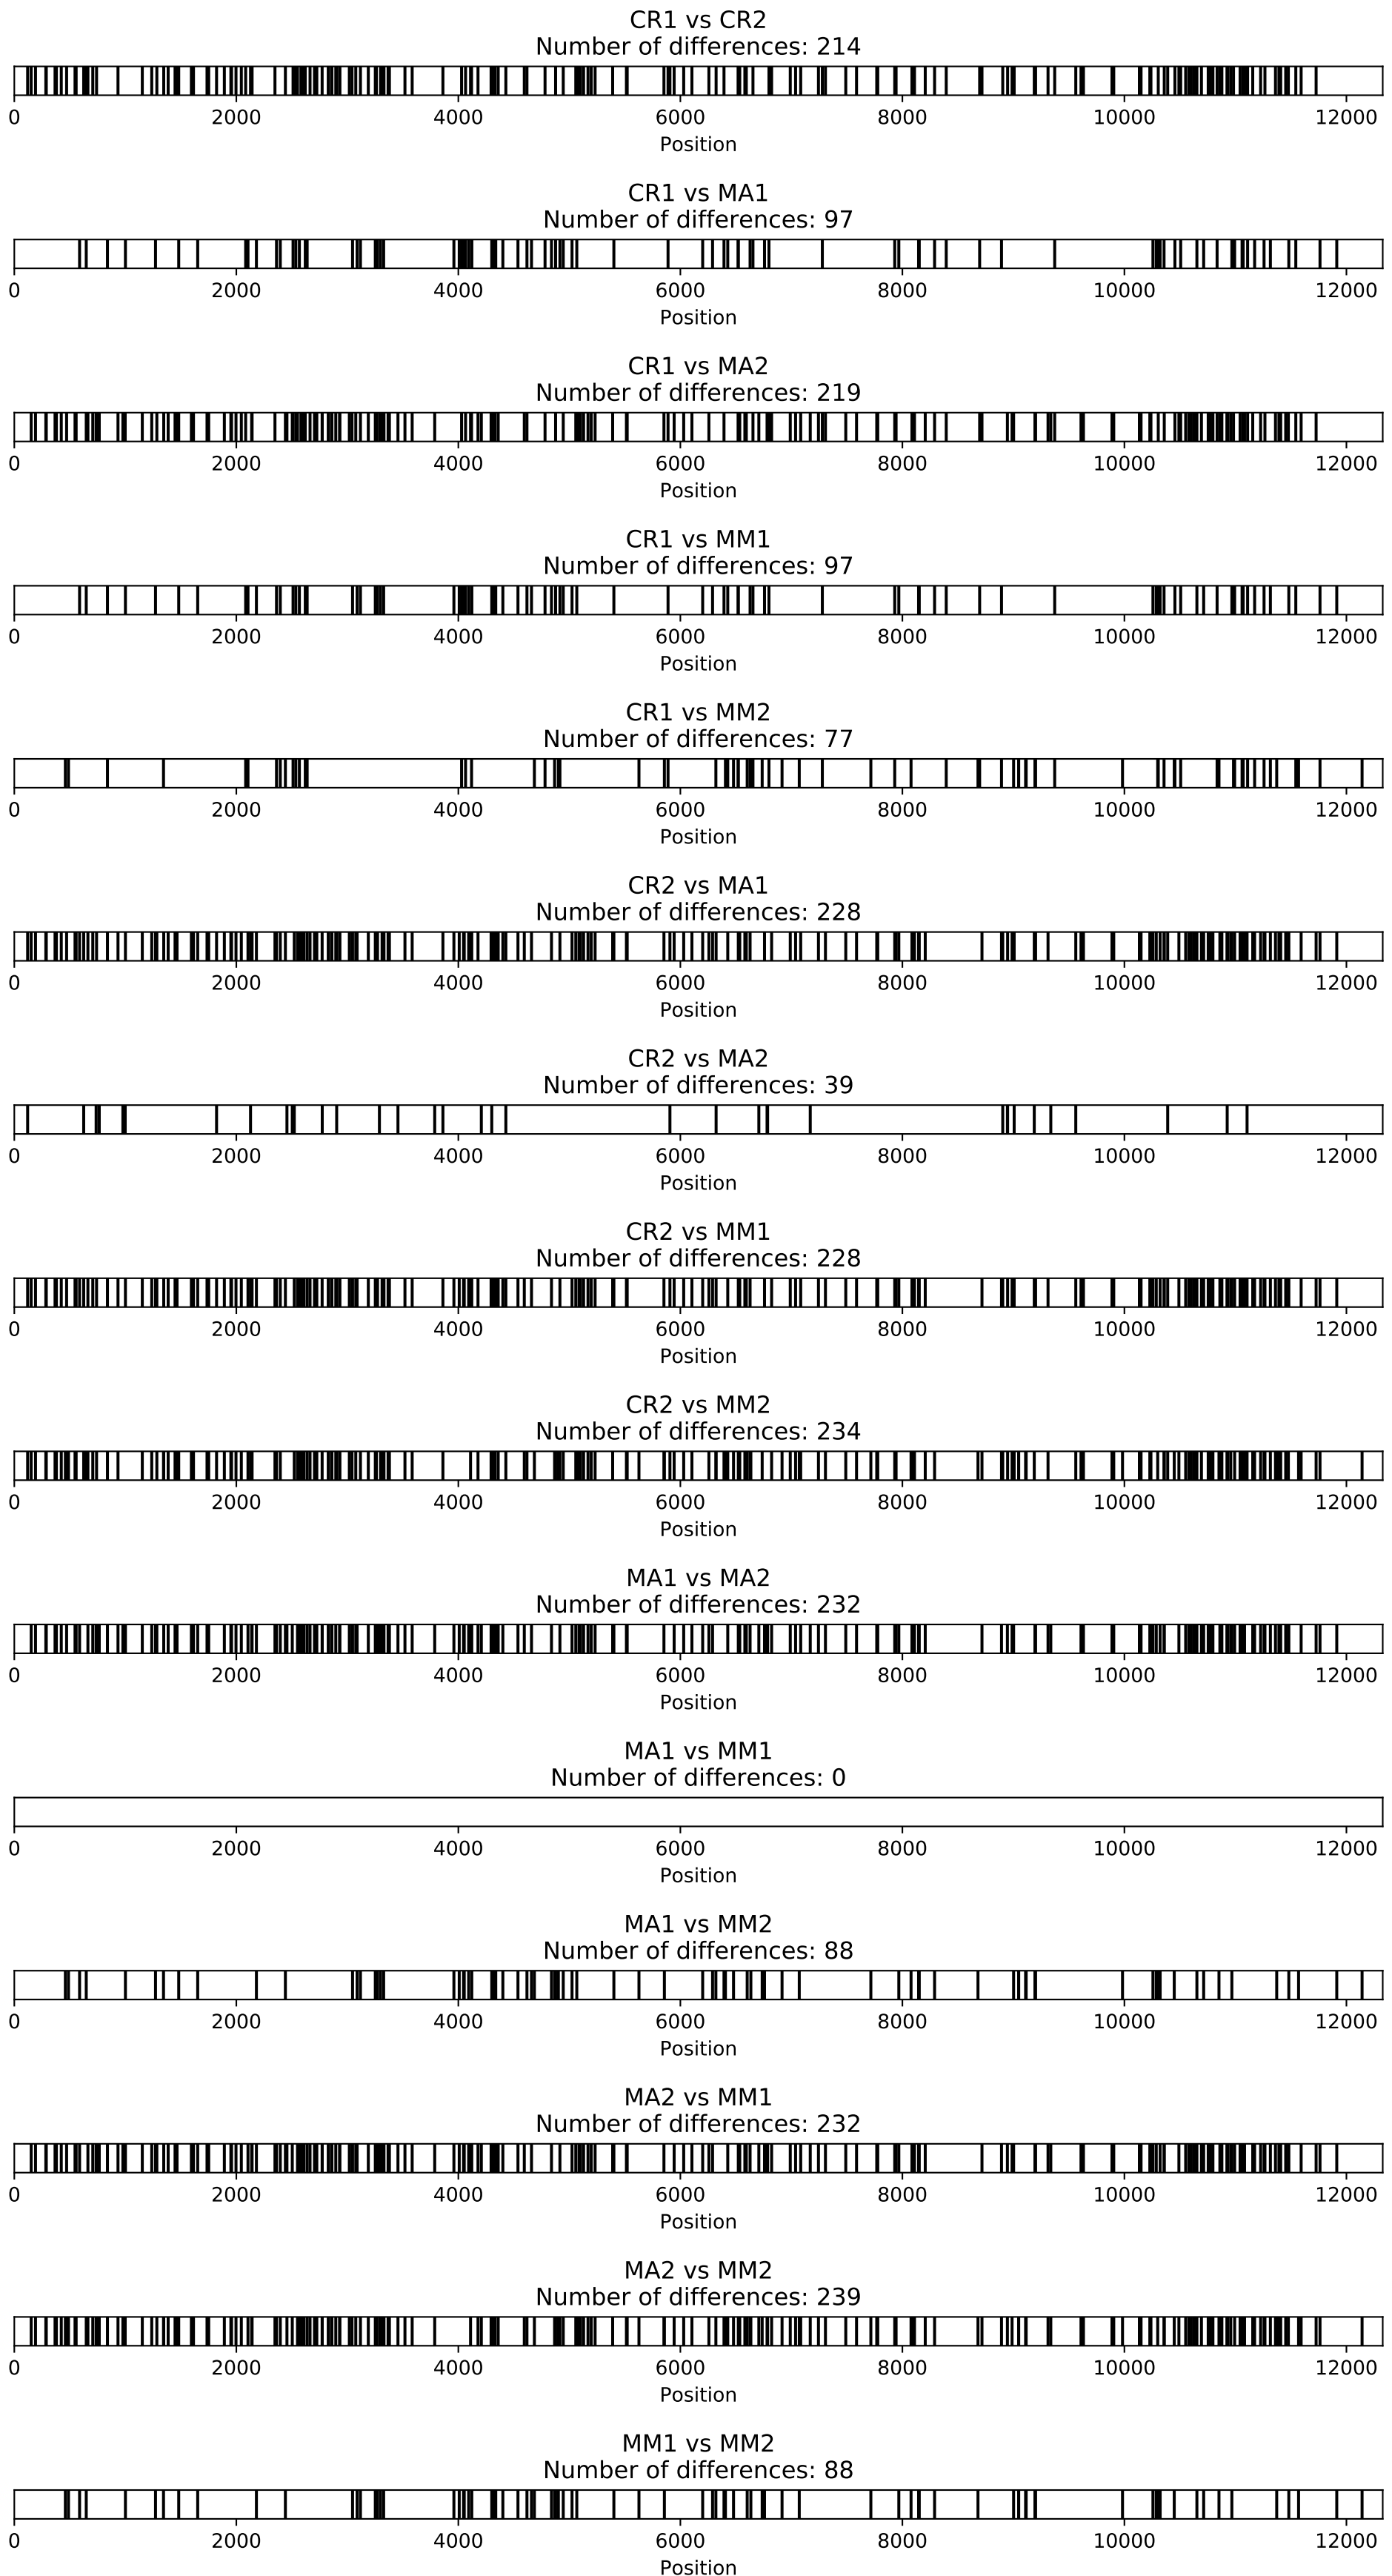 CR1 vs CR2
Number of differences: 214
0 2000 4000 6000 8000 10000 12000
Position
CR1 vs MA1
Number of differences: 97
0 2000 4000 6000 8000 10000 12000
Position
CR1 vs MA2
Number of differences: 219
0 2000 4000 6000 8000 10000 12000
Position
CR1 vs MM1
Number of differences: 97
0 2000 4000 6000 8000 10000 12000
Position
CR1 vs MM2
Number of differences: 77
0 2000 4000 6000 8000 10000 12000
Position
CR2 vs MA1
Number of differences: 228
0 2000 4000 6000 8000 10000 12000
Position
CR2 vs MA2
Number of differences: 39
0 2000 4000 6000 8000 10000 12000
Position
CR2 vs MM1
Number of differences: 228
0 2000 4000 6000 8000 10000 12000
Position
CR2 vs MM2
Number of differences: 234
0 2000 4000 6000 8000 10000 12000
Position
MA1 vs MA2
Number of differences: 232
0 2000 4000 6000 8000 10000 12000
Position
MA1 vs MM1
Number of differences: 0
0 2000 4000 6000 8000 10000 12000
Position
MA1 vs MM2
Number of differences: 88
0 2000 4000 6000 8000 10000 12000
Position
MA2 vs MM1
Number of differences: 232
0 2000 4000 6000 8000 10000 12000
Position
MA2 vs MM2
Number of differences: 239
0 2000 4000 6000 8000 10000 12000
Position
MM1 vs MM2
Number of differences: 88
0 2000 4000 6000 8000 10000 12000
Position